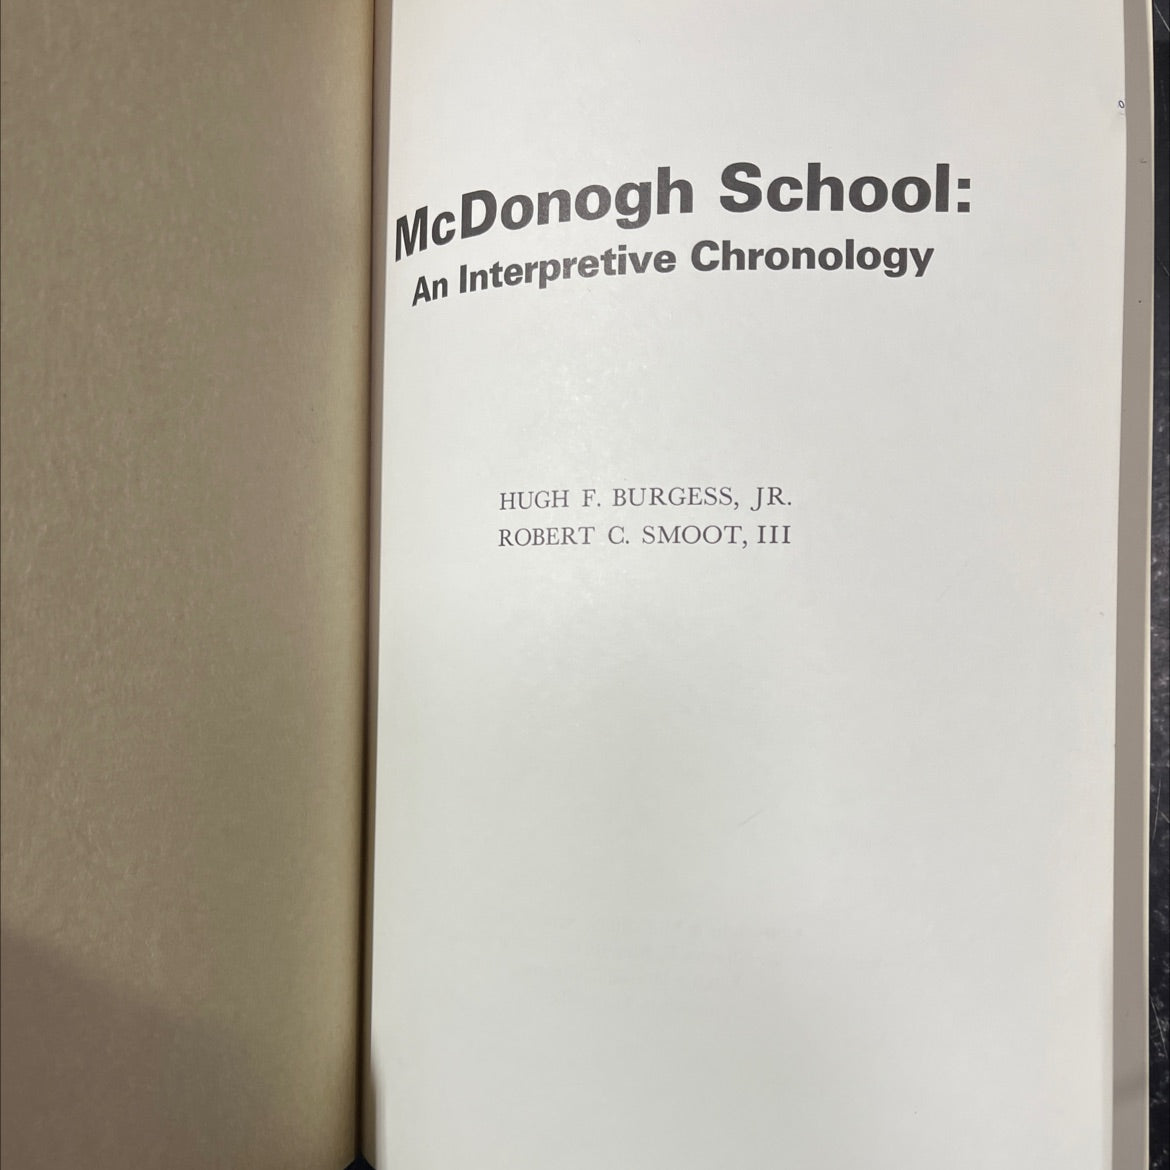 McDonogh School:
An Interpretive Chronology
HUGH F. BURGESS, JR.
ROBERT C. SMOOT, III